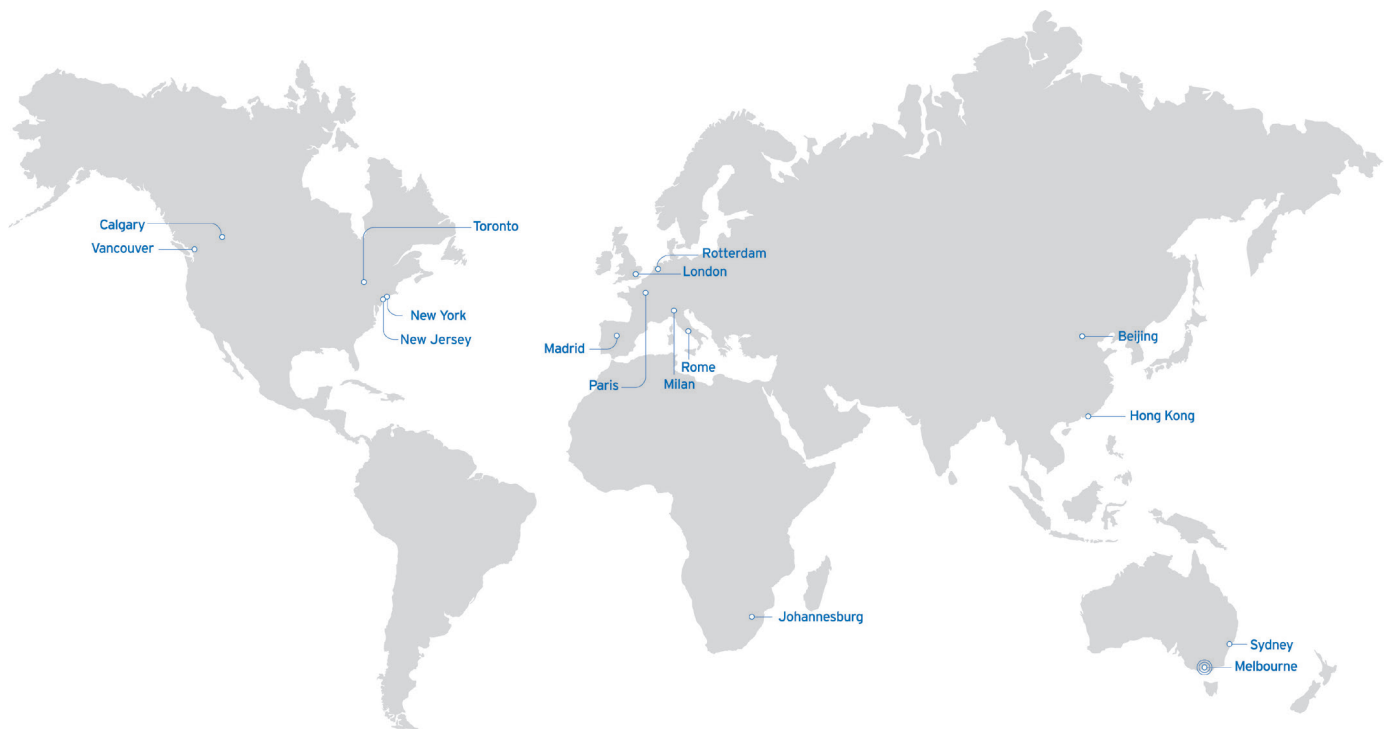 Calgary
Toronto
Vancouver
Rotterdam
London
New York
New Jersey
Beijing
Madrid
Rome
Paris
Milan
Hong Kong
Johannesburg
Sydney
Melbourne